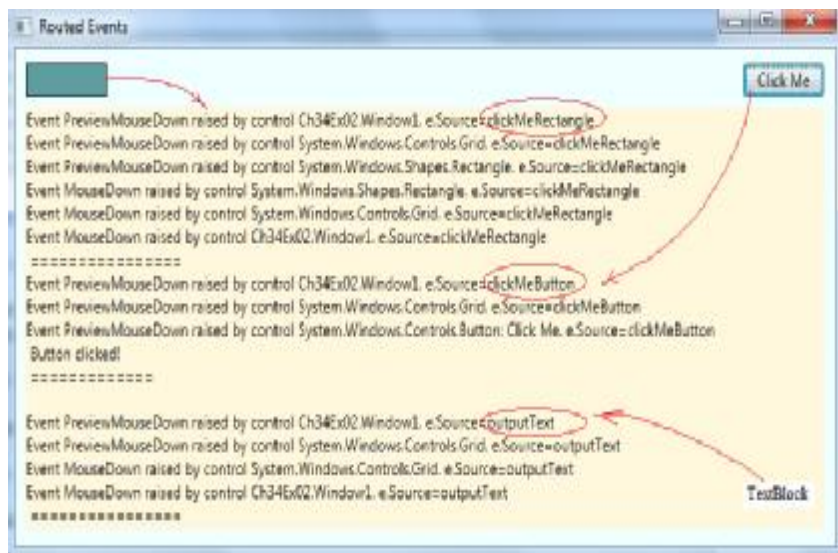 Routed Events
Click Me
Event PreviewMouseDown raised by control Ch34Ex02.Window1. e.Source=clickMeRectangle
Event PreviewMouseDown raised by control System.Windows.Controls.Grid. e.Source=clickMeRectangle
Event PreviewMouseDown raised by control System.Windows.Shapes.Rectangle. e.Source=clickMeRectangle
Event MouseDown raised by control System.Windows.Shapes.Rectangle. e.Source=clickMeRectangle
Event MouseDown raised by control System.Windows.Controls.Grid. e.Source=clickMeRectangle
Event MouseDown raised by control Ch34Ex02.Window1. e.Source=clickMeRectangle
================
Event PreviewMouseDown raised by control Ch34Ex02.Window1. e.Source=clickMeButton
Event PreviewMouseDown raised by control System.Windows.Controls.Grid. e.Source=clickMeButton
Event PreviewMouseDown raised by control System.Windows.Controls.Button: Click Me. e.Source=clickMeButton
Button clicked!
=============
Event PreviewMouseDown raised by control Ch34Ex02.Window1. e.Source=outputText
Event PreviewMouseDown raised by control System.Windows.Controls.Grid. e.Source=outputText
Event MouseDown raised by control System.Windows.Controls.Grid. e.Source=outputText
Event MouseDown raised by control Ch34Ex02.Window1. e.Source=outputText
TextBlock
================